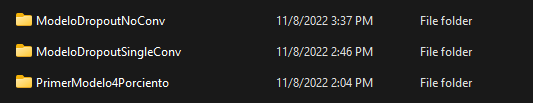 ModeloDropoutNoConv 11/8/2022 3:37 PM File folder
ModeloDropoutSingleConv 11/8/2022 2:46 PM File folder
PrimerModelo4Porciento 11/8/2022 2:04 PM File folder